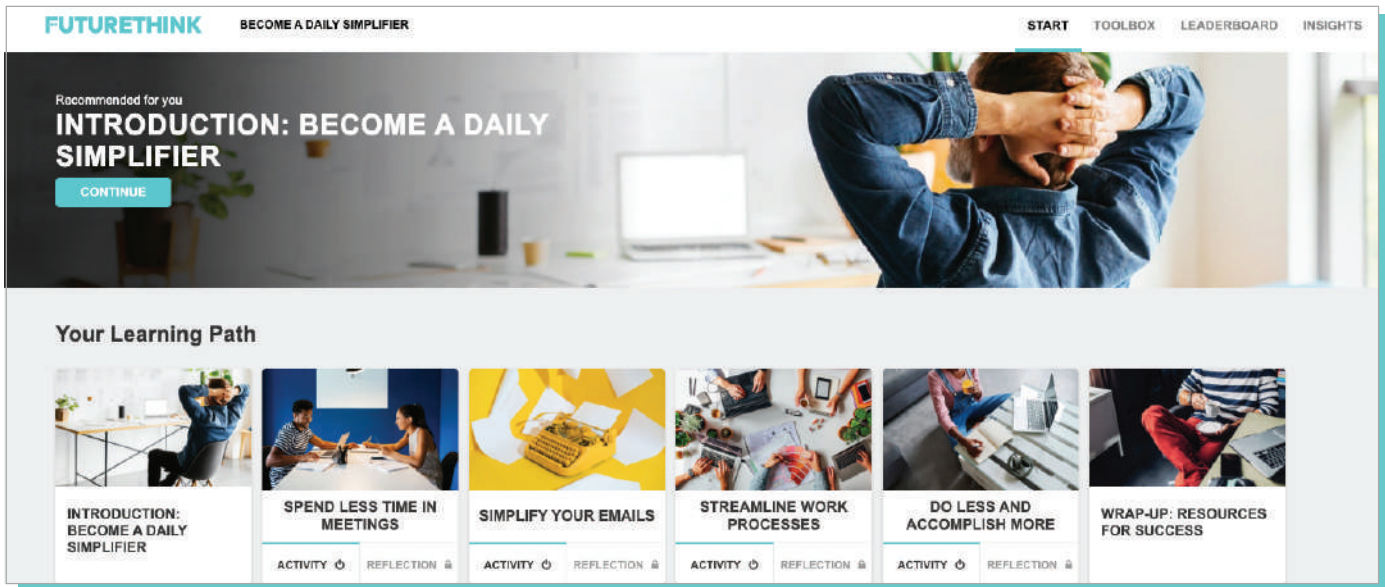 FUTURETHINK BECOME A DAILY SIMPLIFIER START TOOLBOX LEADERBOARD INSIGHTS
Recommended for you
INTRODUCTION: BECOME A DAILY
SIMPLIFIER
CONTINUE
Your Learning Path
INTRODUCTION:
BECOME A DAILY
SIMPLIFIER
SPEND LESS TIME IN
MEETINGS
ACTIVITY REFLECTION
SIMPLIFY YOUR EMAILS
ACTIVITY REFLECTION
STREAMLINE WORK
PROCESSES
ACTIVITY REFLECTION
DO LESS AND
ACCOMPLISH MORE
ACTIVITY REFLECTION
WRAP-UP: RESOURCES
FOR SUCCESS